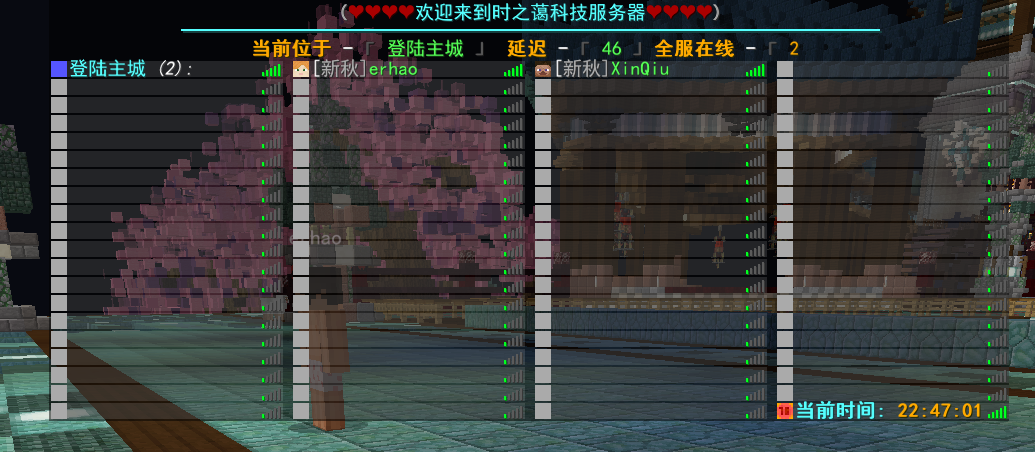 (❤❤❤❤欢迎来到时之蔼科技服务器❤❤❤❤)
当前位于 -「 登陆主城 」 延迟 -「 46 」全服在线 -「 2
登陆主城 (2): [新秋]erhao [新秋]XinQiu
erhao
18 当前时间: 22:47:01